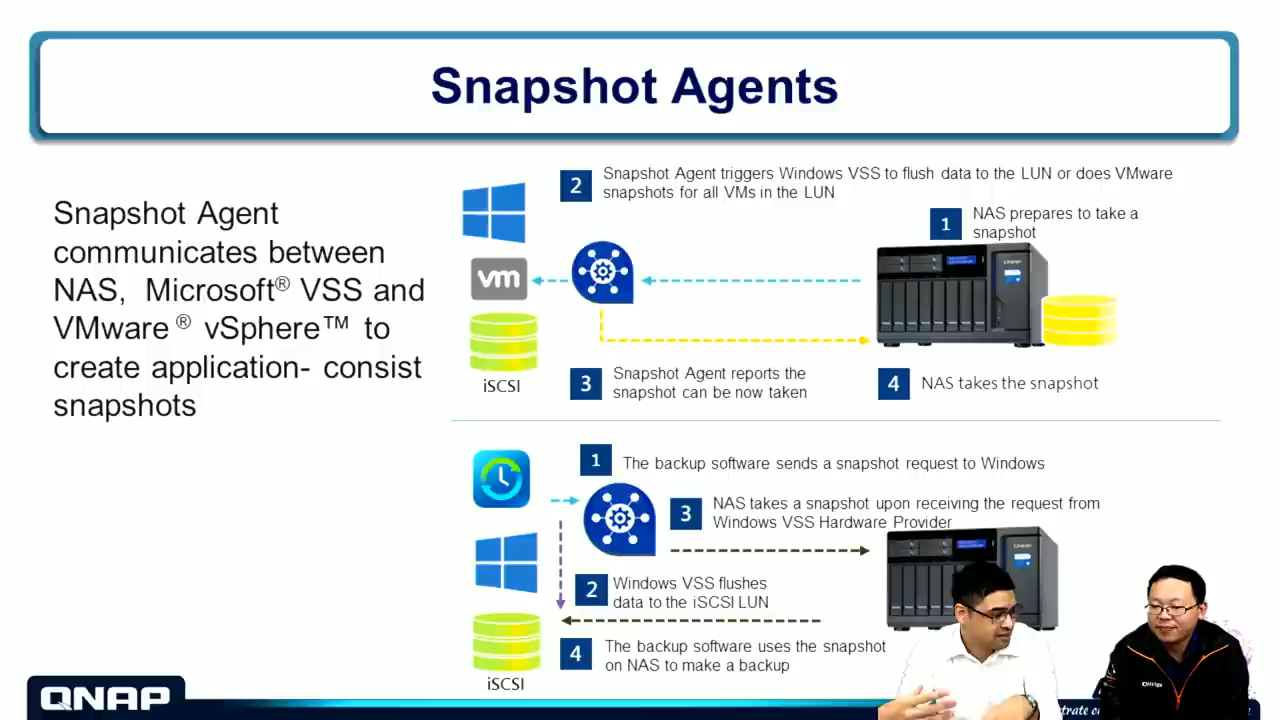 Snapshot Agents
Snapshot Agent
communicates between
NAS, Microsoft® VSS and
VMware ® vSphere™ to
create application- consist
snapshots
2
Snapshot Agent triggers Windows VSS to flush data to the LUN or does VMware
snapshots for all VMs in the LUN
1
NAS prepares to take a
snapshot
vm
iSCSI
3
Snapshot Agent reports the
snapshot can be now taken
4
NAS takes the snapshot
1
The backup software sends a snapshot request to Windows
3
NAS takes a snapshot upon receiving the request from
Windows VSS Hardware Provider
2
Windows VSS flushes
data to the iSCSI LUN
4
The backup software uses the snapshot
on NAS to make a backup
iSCSI
QNAP